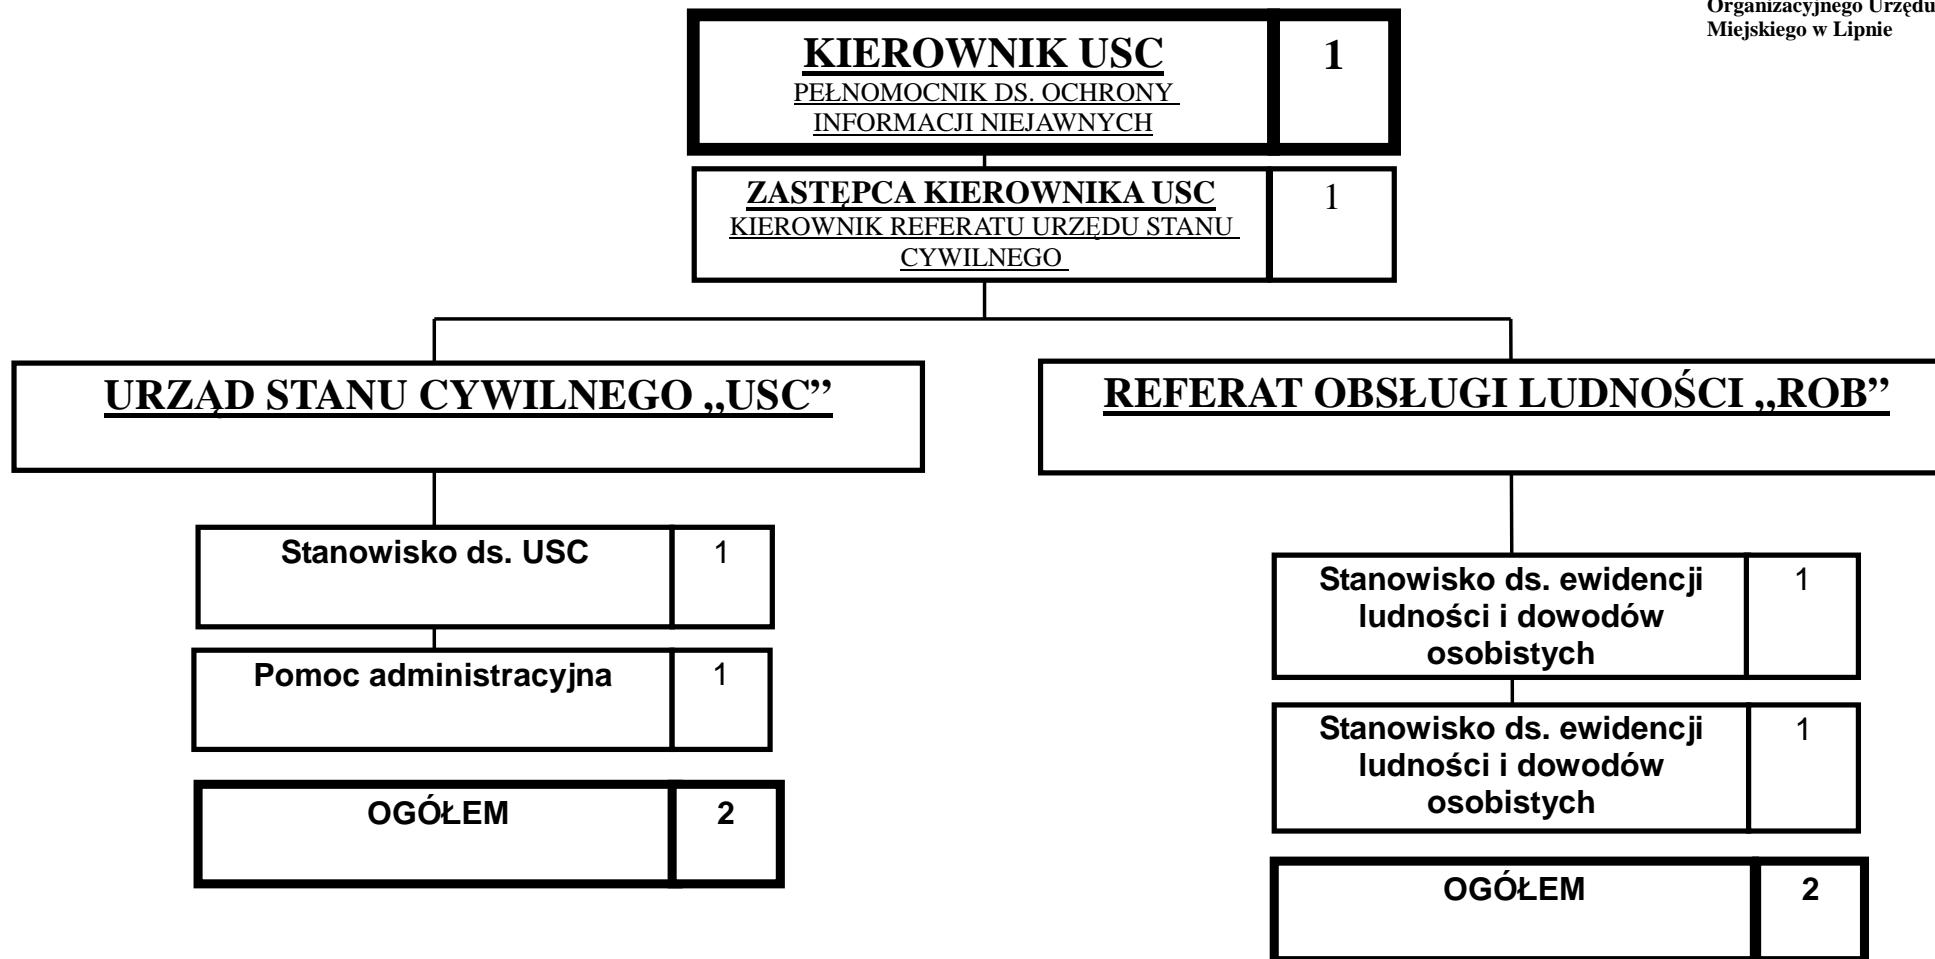 Organizacyjnego Urzędu
Miejskiego w Lipnie
KIEROWNIK USC 1
PEŁNOMOCNIK DS. OCHRONY
INFORMACJI NIEJAWNYCH
ZASTĘPCA KIEROWNIKA USC 1
KIEROWNIK REFERATU URZĘDU STANU
CYWILNEGO
URZĄD STANU CYWILNEGO „USC”
REFERAT OBSŁUGI LUDNOŚCI „ROB”
Stanowisko ds. USC 1
Pomoc administracyjna 1
OGÓŁEM 2
Stanowisko ds. ewidencji 1
ludności i dowodów
osobistych
Stanowisko ds. ewidencji 1
ludności i dowodów
osobistych
OGÓŁEM 2